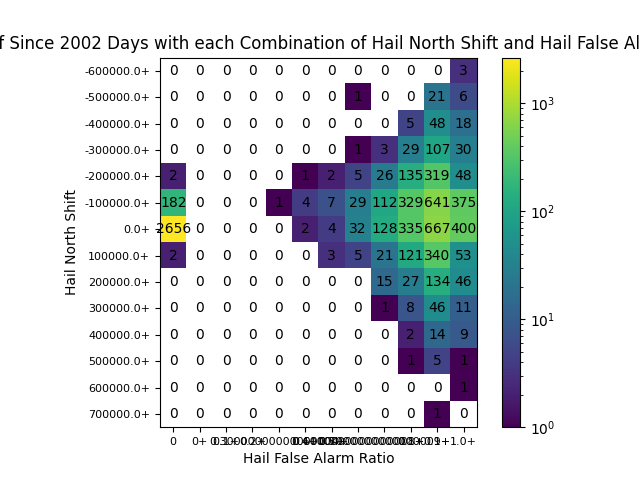 f Since 2002 Days with each Combination of Hail North Shift and Hail False Al
-600000.0+ 0 0 0 0 0 0 0 0 0 0 0 3
-500000.0+ 0 0 0 0 0 0 0 1 0 0 21 6
-400000.0+ 0 0 0 0 0 0 0 0 0 5 48 18
-300000.0+ 0 0 0 0 0 0 0 1 3 29 107 30
-200000.0+ 2 0 0 0 0 1 2 5 26 135 319 48
-100000.0+ 182 0 0 0 1 4 7 29 112 329 641 375
0.0+ 2656 0 0 0 0 2 4 32 128 335 667 400
100000.0+ 2 0 0 0 0 0 3 5 21 121 340 53
200000.0+ 0 0 0 0 0 0 0 0 15 27 134 46
300000.0+ 0 0 0 0 0 0 0 0 1 8 46 11
400000.0+ 0 0 0 0 0 0 0 0 0 2 14 9
500000.0+ 0 0 0 0 0 0 0 0 0 1 5 1
600000.0+ 0 0 0 0 0 0 0 0 0 0 0 1
700000.0+ 0 0 0 0 0 0 0 0 0 0 1 0
0 0+ 1.0+
Hail False Alarm Ratio
Hail North Shift
10³
10²
10¹
10⁰